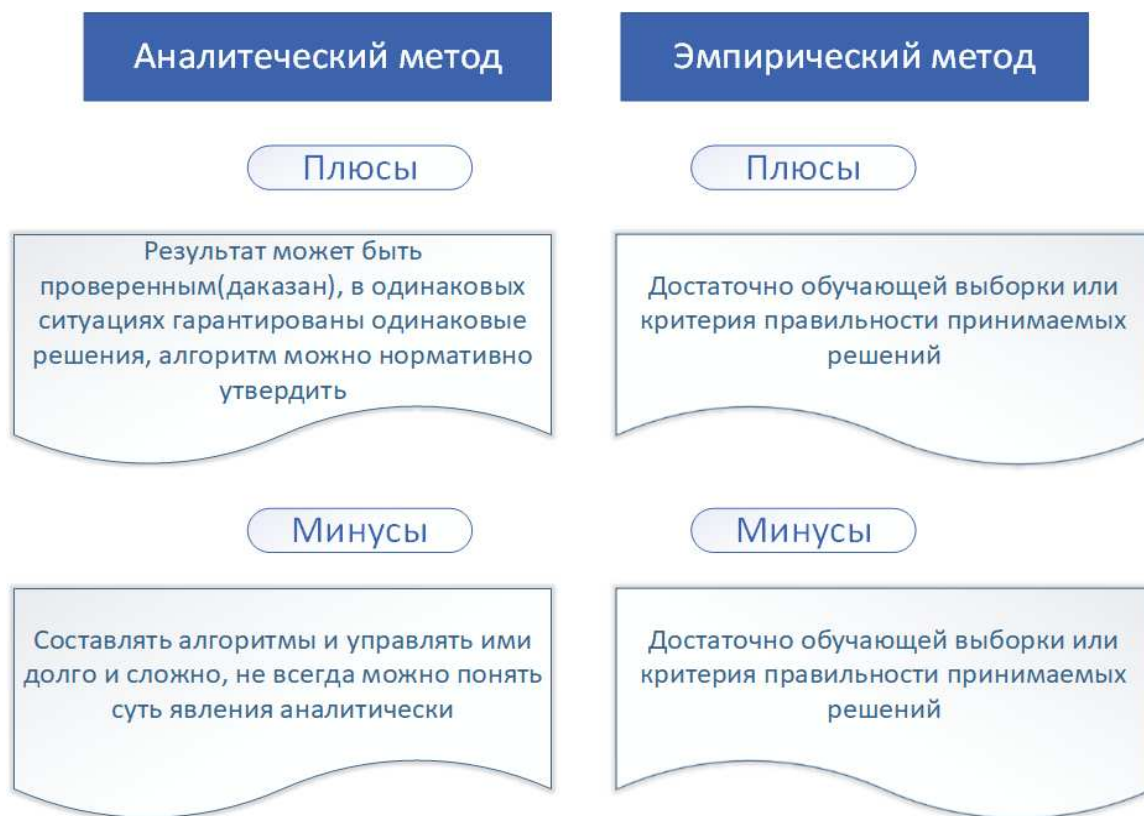 Аналитеческий метод
Эмпирический метод
Плюсы
Плюсы
Результат может быть
проверенным(даказан), в одинаковых
ситуациях гарантированы одинаковые
решения, алгоритм можно нормативно
утвердить
Достаточно обучающей выборки или
критерия правильности принимаемых
решений
Минусы
Минусы
Составлять алгоритмы и управлять ими
долго и сложно, не всегда можно понять
суть явления аналитически
Достаточно обучающей выборки или
критерия правильности принимаемых
решений